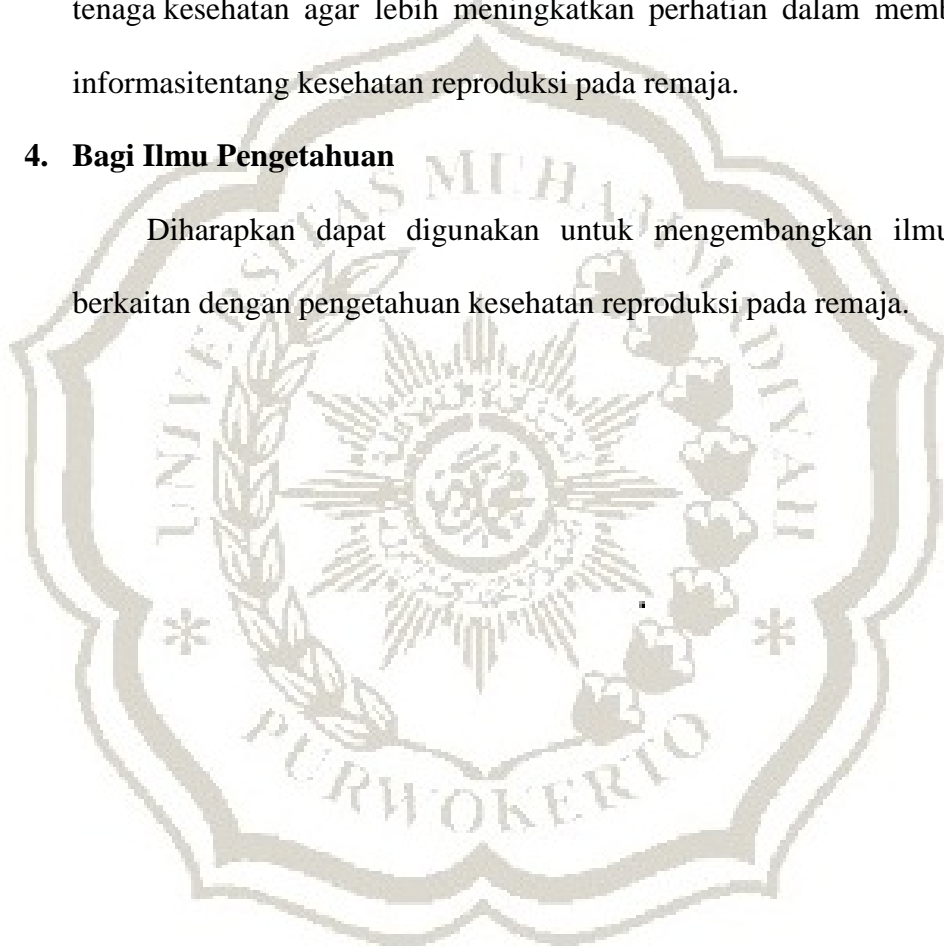 tenaga kesehatan agar lebih meningkatkan perhatian dalam
informasitentang kesehatan reproduksi pada remaja.
4. Bagi Ilmu Pengetahuan
Diharapkan dapat digunakan untuk mengembangkan ilmu
berkaitan dengan pengetahuan kesehatan reproduksi pada remaja.
UNIVERSITAS MUHAMMADIYAH
PURWOKERTO